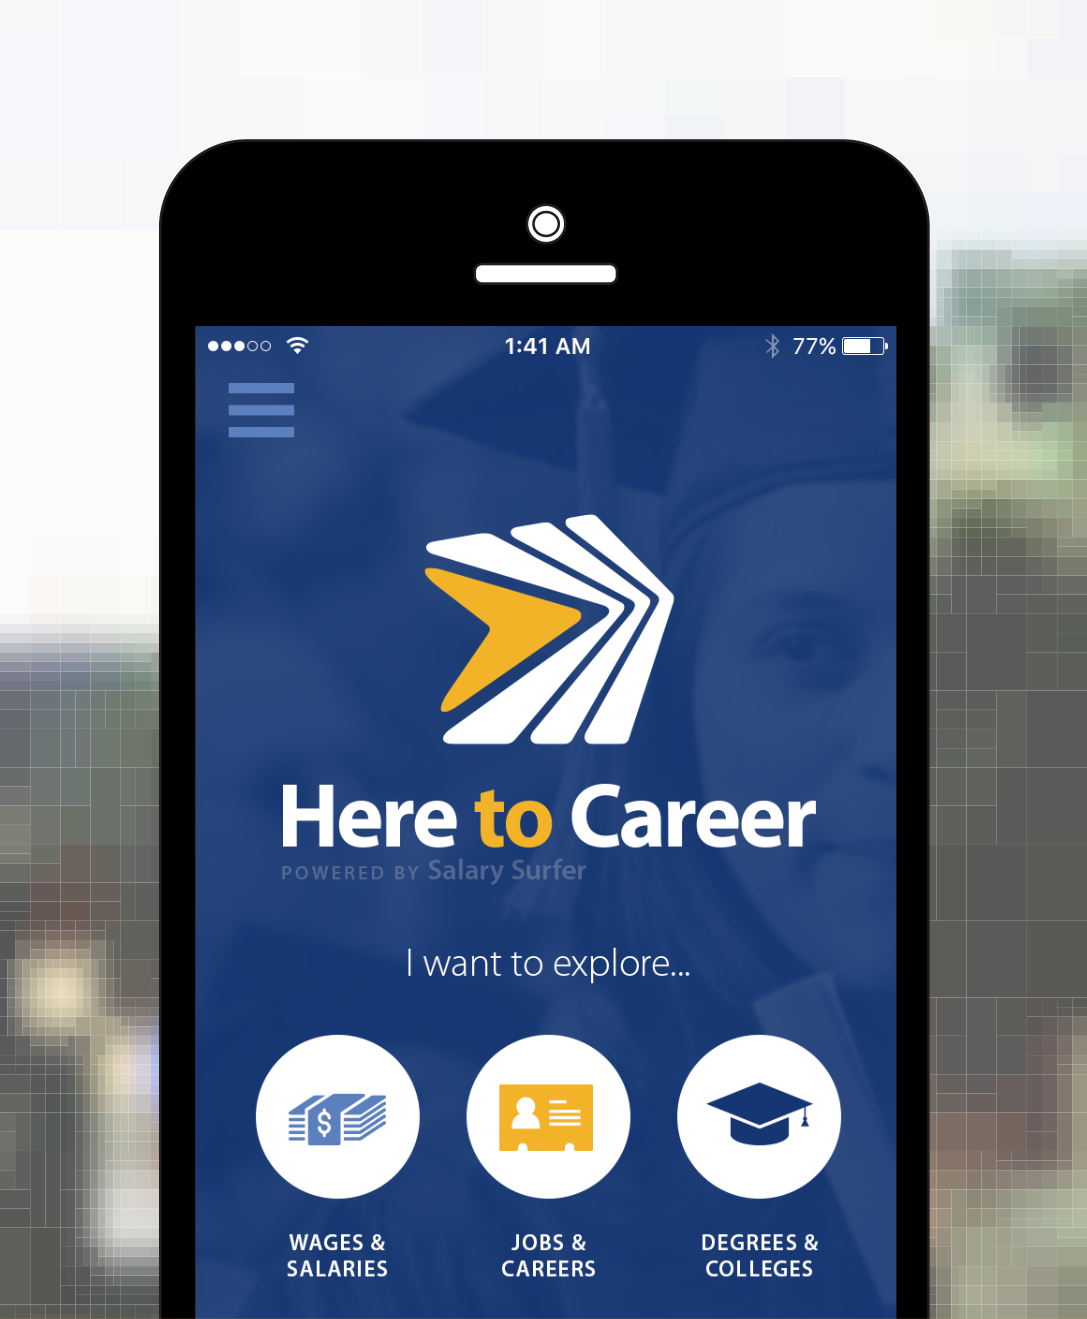 1:41 AM 77%
Here to Career
POWERED BY Salary Surfer
I want to explore...
WAGES &
SALARIES
JOBS &
CAREERS
DEGREES &
COLLEGES